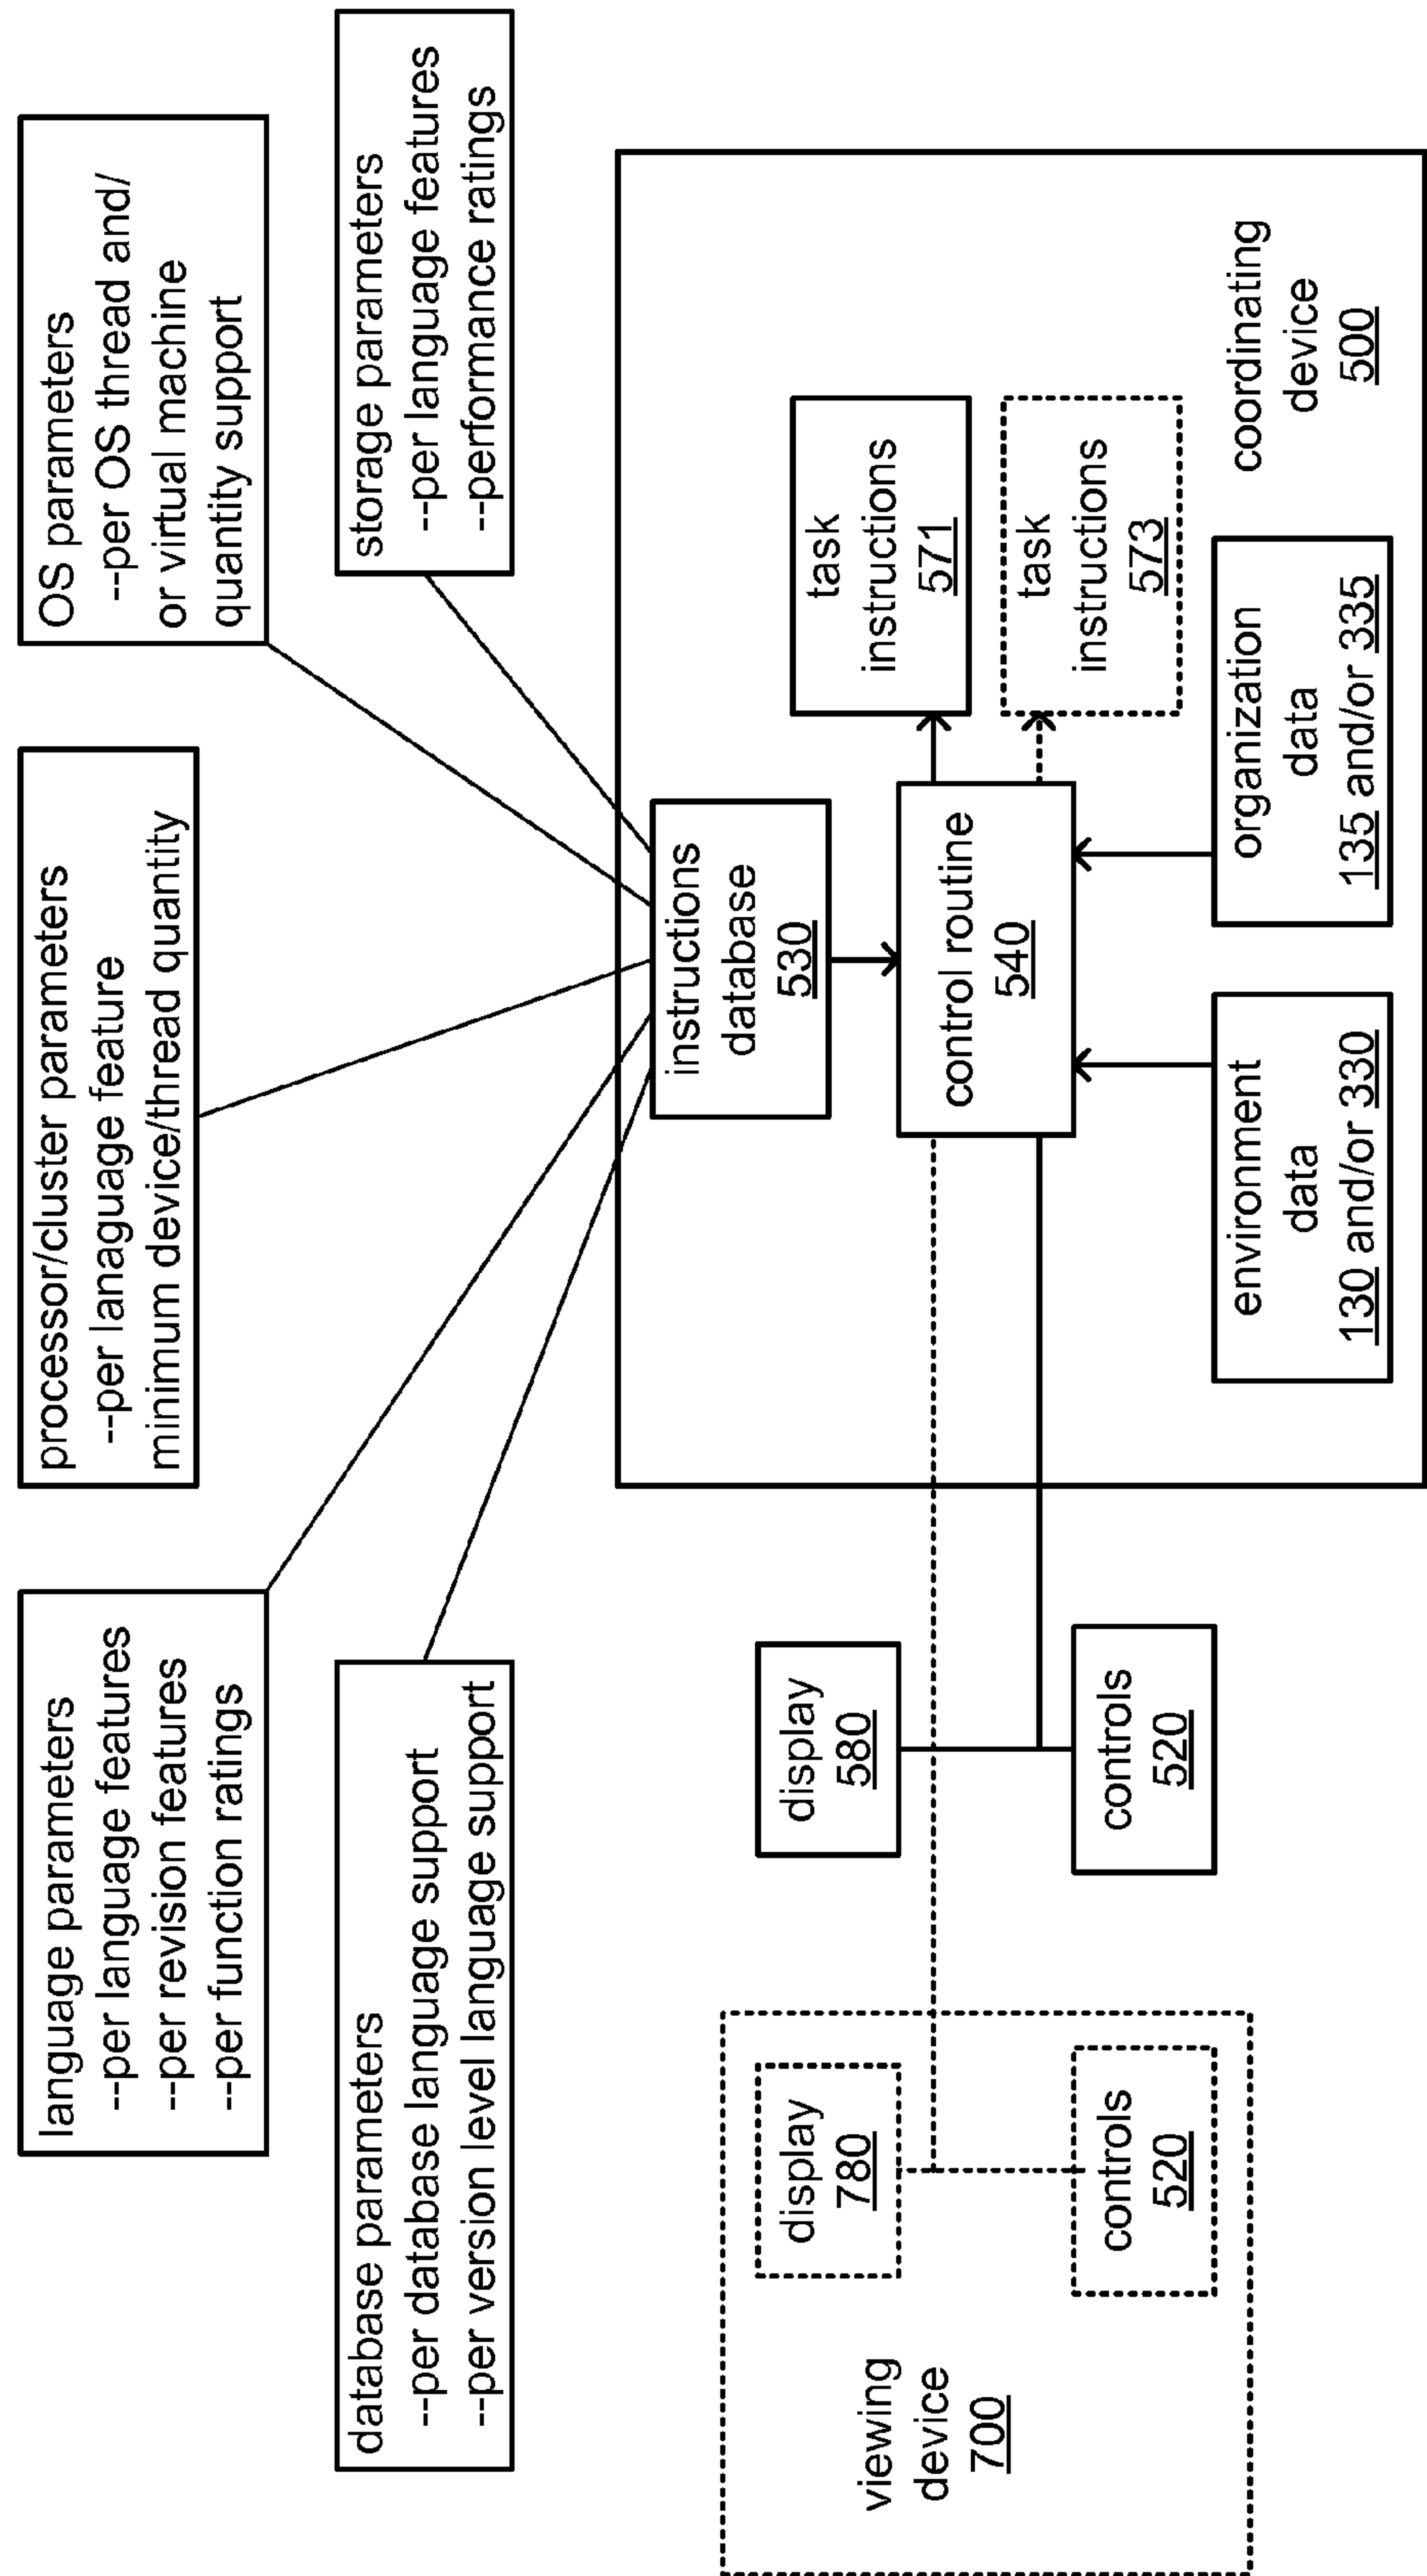 language parameters
--per language features
--per revision features
--per function ratings
processor/cluster parameters
--per lanaguage feature
minimum device/thread quantity
OS parameters
--per OS thread and/
or virtual machine
quantity support
database parameters
--per database language support
--per version level language support
storage parameters
--per language features
--performance ratings
viewing
device
700
display
780
controls
520
display
580
controls
520
instructions
database
530
control routine
540
task
instructions
571
task
instructions
573
environment
data
130 and/or 330
organization
data
135 and/or 335
coordinating
device
500